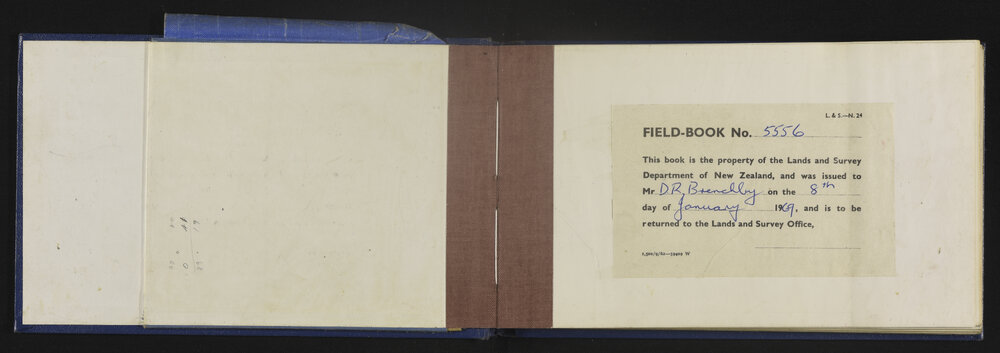 L. & S.—N. 24
FIELD-BOOK No. 5556
This book is the property of the Lands and Survey
Department of New Zealand, and was issued to
Mr D.R. Brenchley on the 8th
day of January 1969, and is to be
returned to the Lands and Survey Office,